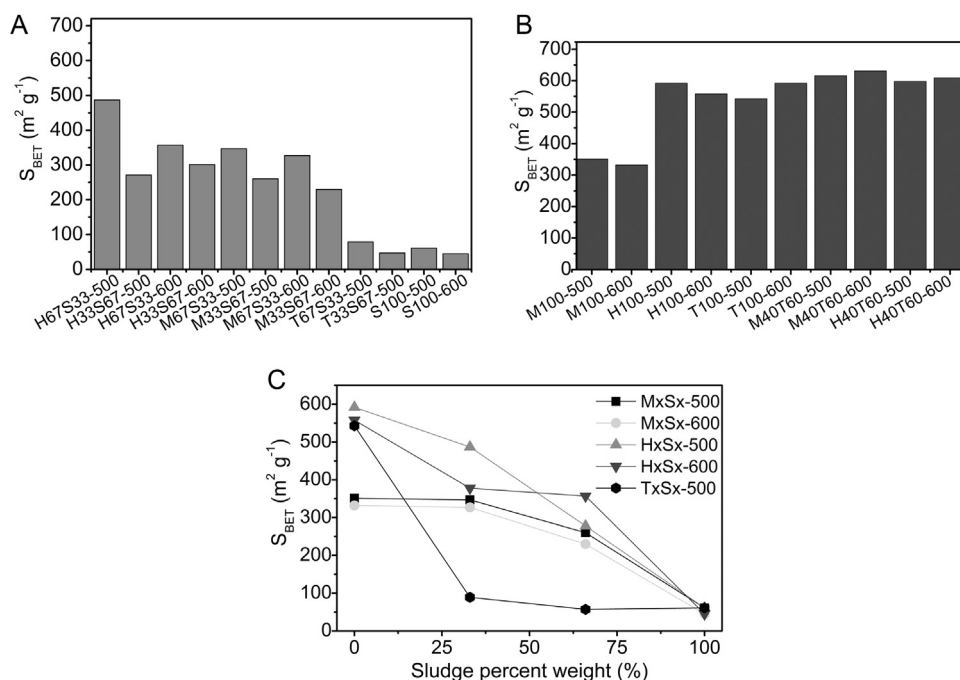 A
S_BET (m² g⁻¹)
700
600
500
400
300
200
100
0
H67S33-500
H33S67-500
H67S33-600
H33S67-600
M67S33-500
M33S67-500
M67S33-600
M33S67-600
T67S33-500
T33S67-500
S100-500
S100-600
B
S_BET (m² g⁻¹)
700
600
500
400
300
200
100
0
M100-500
M100-600
H100-500
H100-600
T100-500
T100-600
M40T60-500
M40T60-600
H40T60-500
H40T60-600
C
S_BET (m² g⁻¹)
600
500
400
300
200
100
0
MxSx-500
MxSx-600
HxSx-500
HxSx-600
TxSx-500
0 25 50 75 100
Sludge percent weight (%)